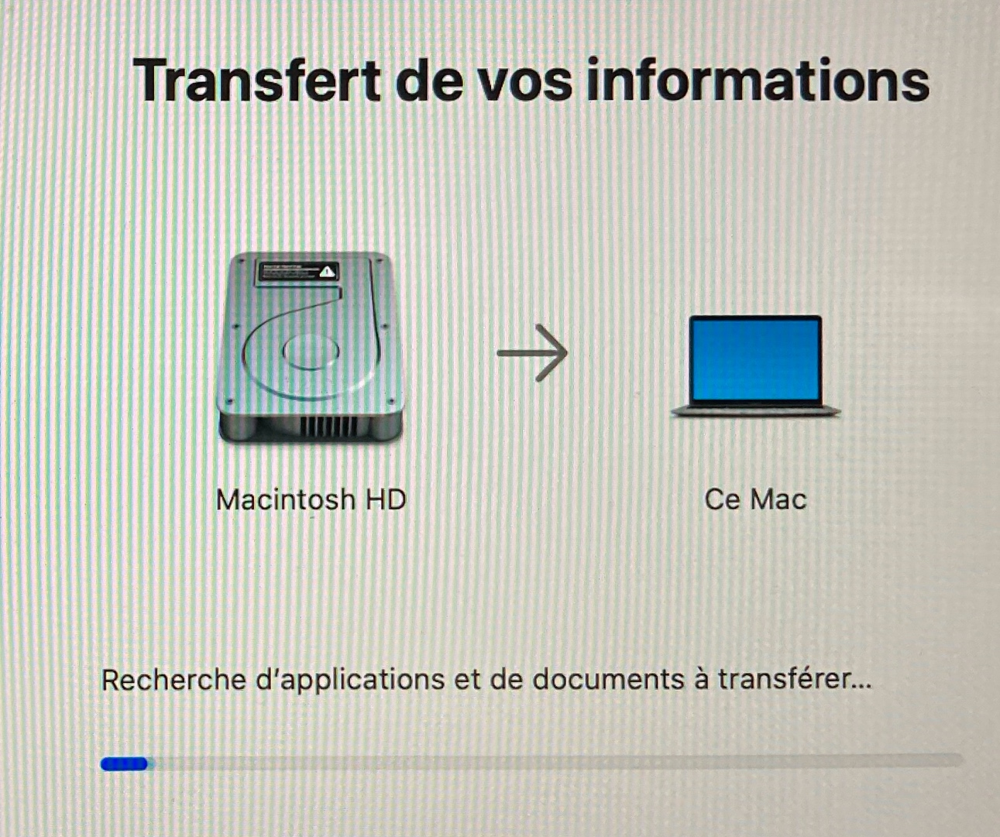 Transfert de vos informations
Macintosh HD
Ce Mac
Recherche d’applications et de documents à transférer...